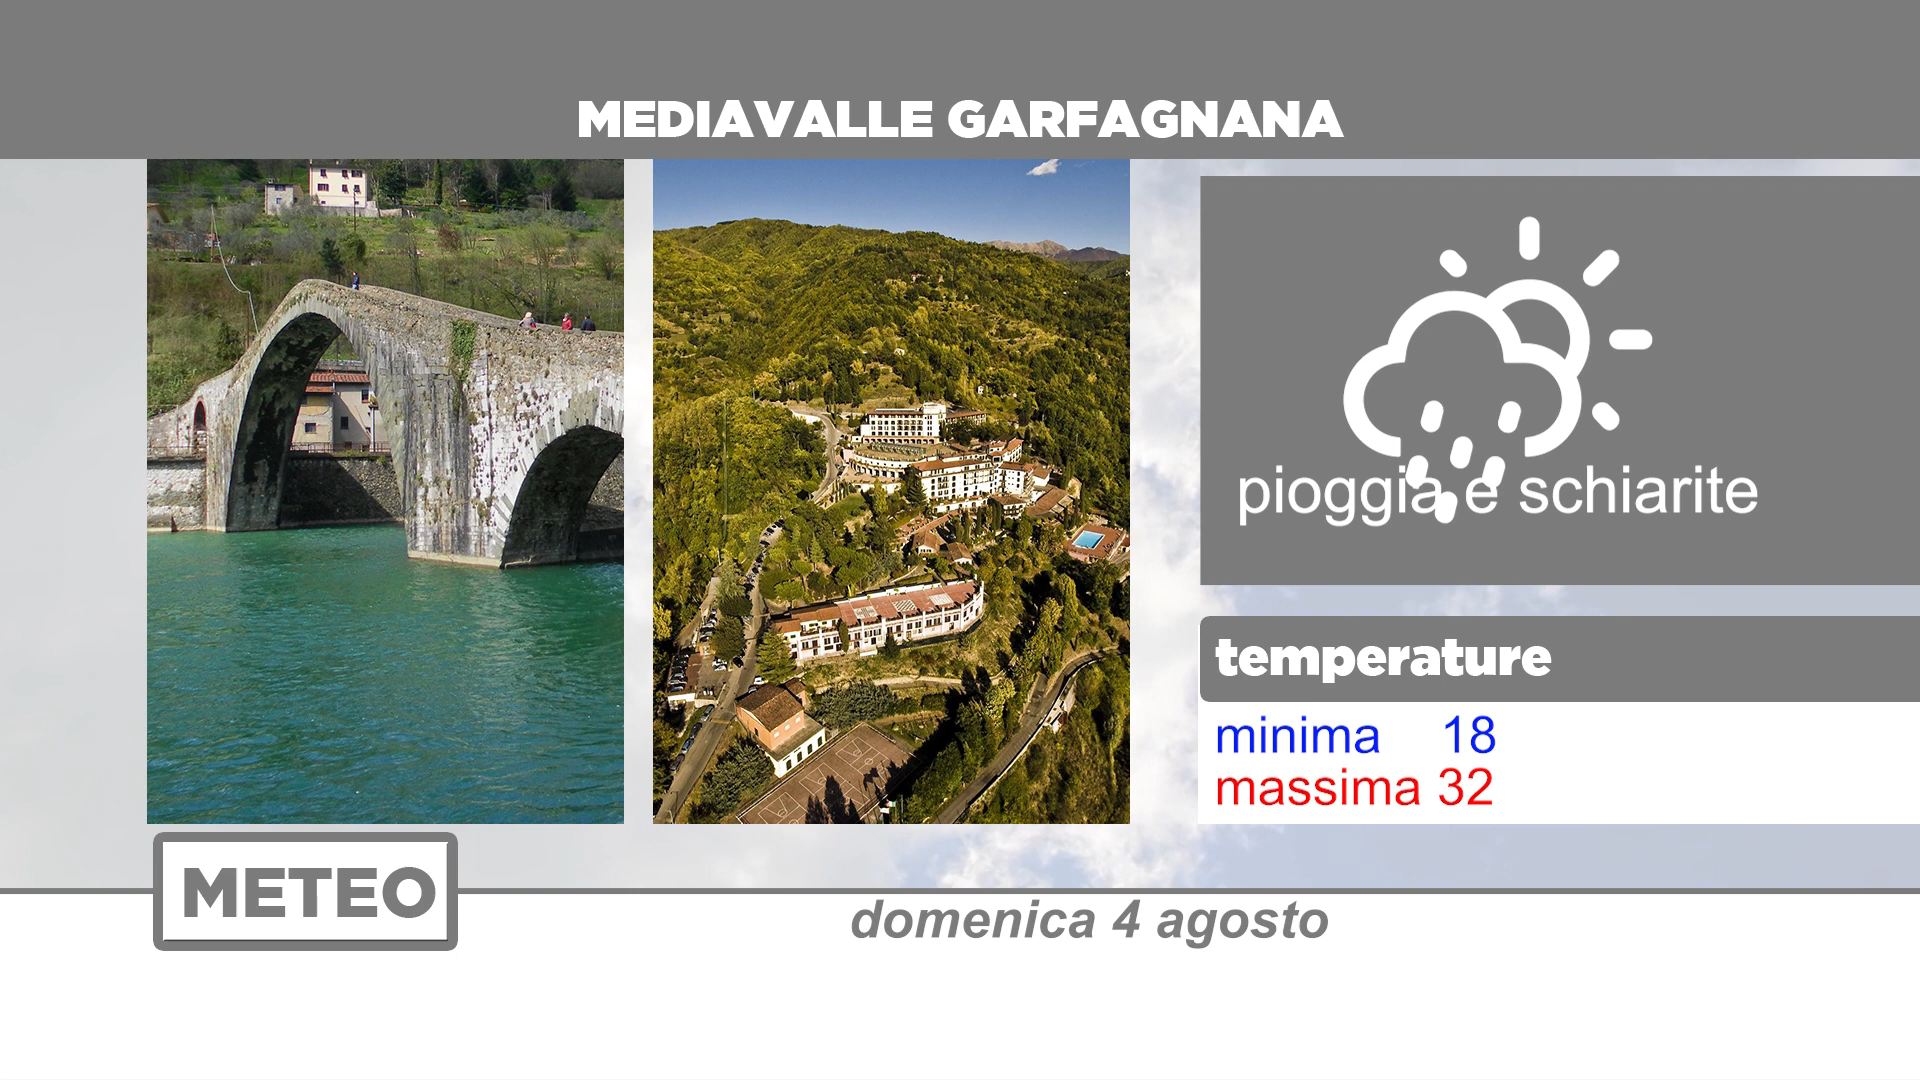 MEDIAVALLE GARFAGNANA
pioggia e schiarite
temperature
minima 18
massima 32
METEO
domenica 4 agosto